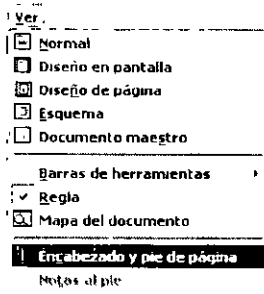 Ver
Normal
Diseño en pantalla
Diseño de página
Esquema
Documento maestro
Barras de herramientas
Regla
Mapa del documento
Encabezado y pie de página
Notas al pie